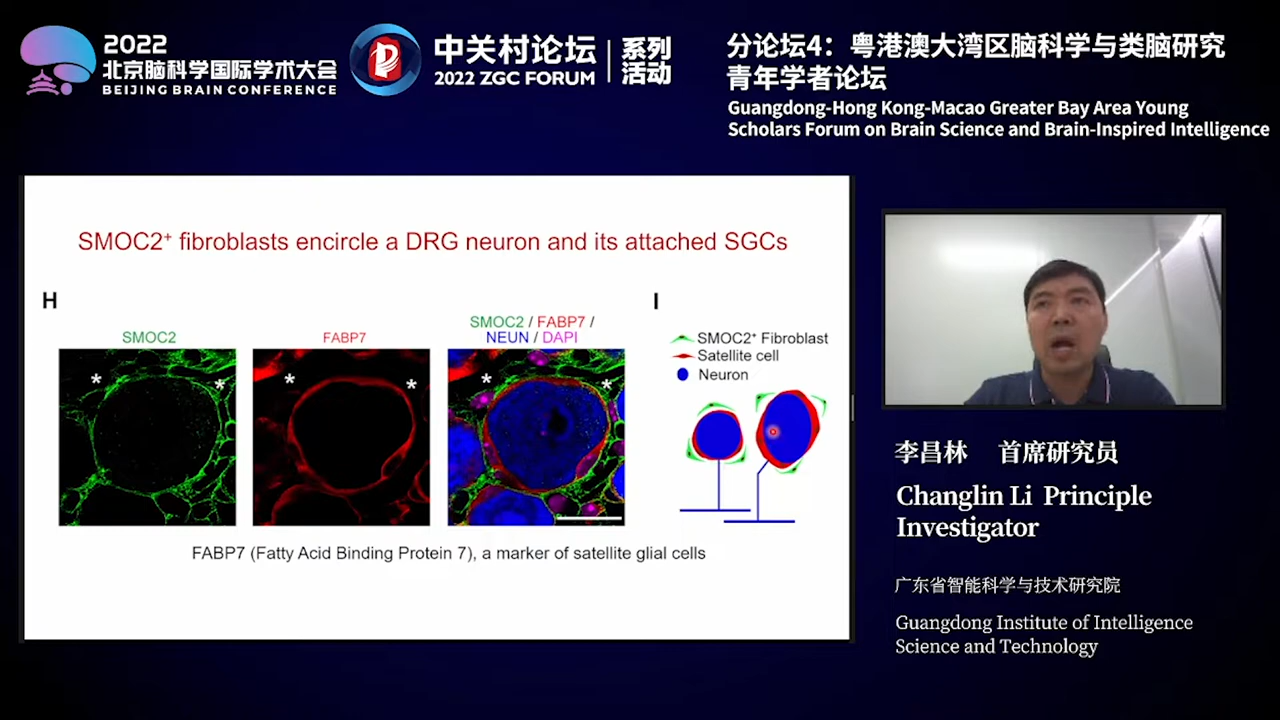 2022
北京脑科学国际学术大会
BEIJING BRAIN CONFERENCE
中关村论坛
2022 ZGC FORUM
系列
活动
分论坛4：粤港澳大湾区脑科学与类脑研究
青年学者论坛
Guangdong-Hong Kong-Macao Greater Bay Area Young
Scholars Forum on Brain Science and Brain-Inspired Intelligence
SMOC2+ fibroblasts encircle a DRG neuron and its attached SGCs
H
SMOC2
FABP7
SMOC2 / FABP7 /
NEUN / DAPI
* *
* *
* *
I
SMOC2+ Fibroblast
Satellite cell
Neuron
FABP7 (Fatty Acid Binding Protein 7), a marker of satellite glial cells
李昌林 首席研究员
Changlin Li Principle
Investigator
广东省智能科学与技术研究院
Guangdong Institute of Intelligence
Science and Technology